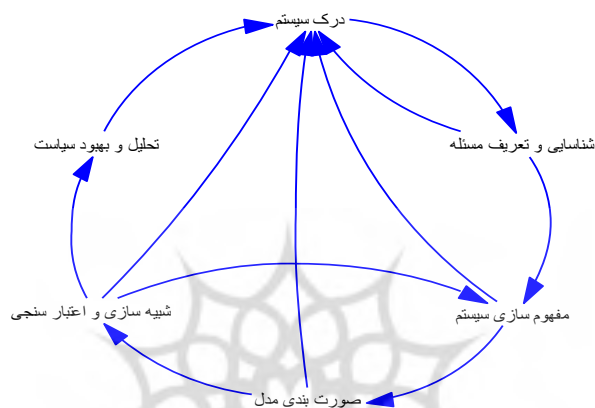 درک سیستم
تحلیل و بهبود سیاست
شناسایی و تعریف مسئله
شبیه سازی و اعتبار سنجی
مفهوم سازی سیستم
صورت بندی مدل